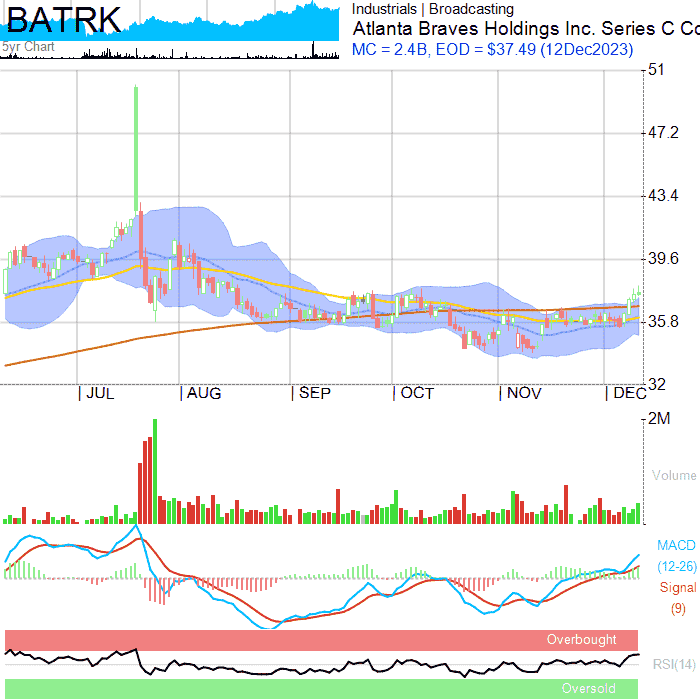 BATRK
5yr Chart
Industrials | Broadcasting
Atlanta Braves Holdings Inc. Series C Co
MC = 2.4B, EOD = $37.49 (12Dec2023)
51
47.2
43.4
39.6
35.8
32
JUL AUG SEP OCT NOV DEC
2M
Volume
MACD
(12-26)
Signal
(9)
Overbought
RSI(14)
Oversold